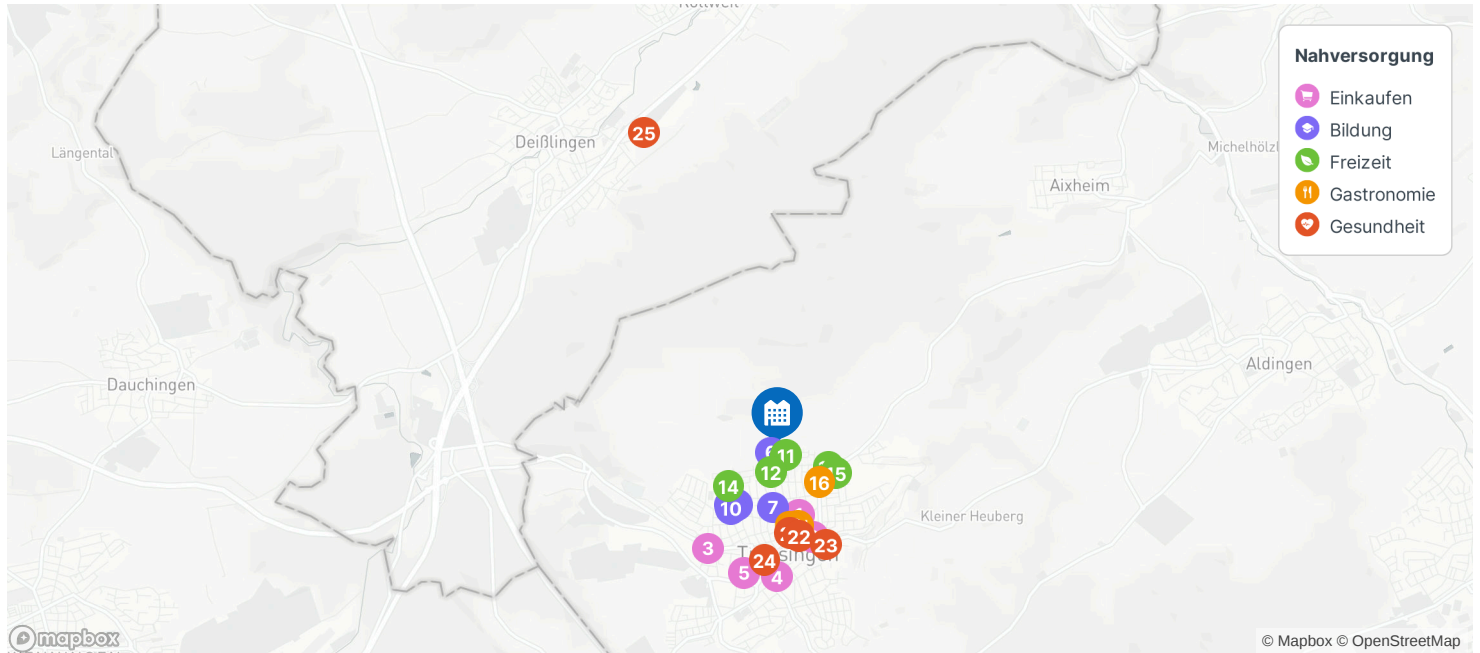 Nahversorgung
Einkaufen
Bildung
Freizeit
Gastronomie
Gesundheit
25
Deißlingen
Längental
Aixheim
Dauchingen
Aldingen
11
12
15
16
14
10
7
22
23
3
24
5
4
Kleiner Heuberg
mapbox
© Mapbox © OpenStreetMap